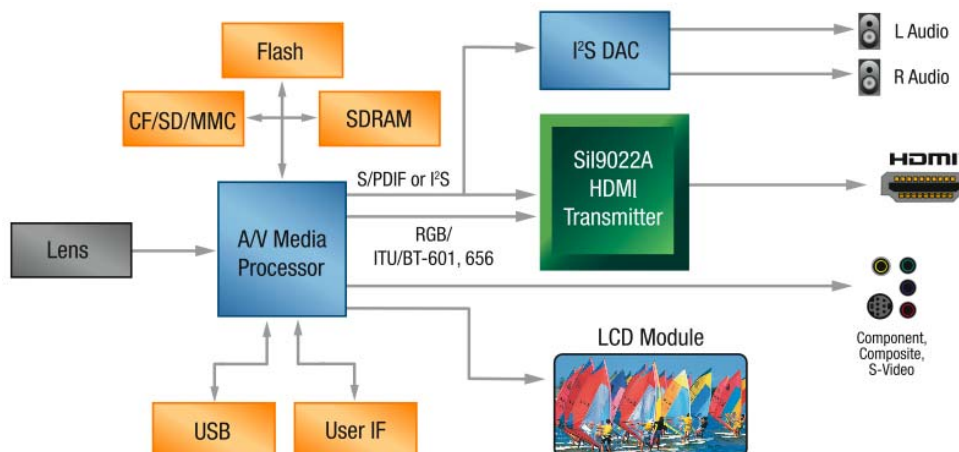 Flash
CF/SD/MMC
SDRAM
I²S DAC
L Audio
R Audio
S/PDIF or I²S
SiI9022A
HDMI
Transmitter
HDMI
Lens
A/V Media
Processor
RGB/
ITU/BT-601, 656
Component,
Composite,
S-Video
LCD Module
USB
User IF